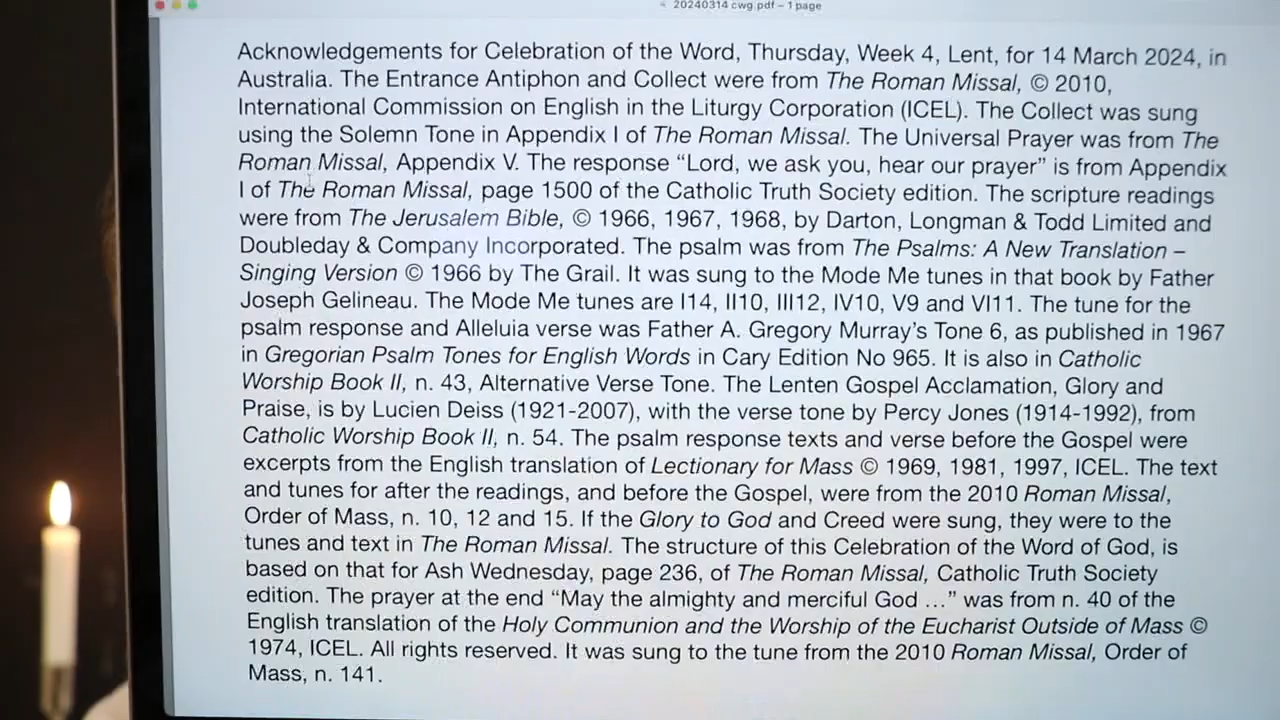 20240314 cwg.pdf – 1 page
Acknowledgements for Celebration of the Word, Thursday, Week 4, Lent, for 14 March 2024, in
Australia. The Entrance Antiphon and Collect were from The Roman Missal, © 2010,
International Commission on English in the Liturgy Corporation (ICEL). The Collect was sung
using the Solemn Tone in Appendix I of The Roman Missal. The Universal Prayer was from The
Roman Missal, Appendix V. The response “Lord, we ask you, hear our prayer” is from Appendix
I of The Roman Missal, page 1500 of the Catholic Truth Society edition. The scripture readings
were from The Jerusalem Bible, © 1966, 1967, 1968, by Darton, Longman & Todd Limited and
Doubleday & Company Incorporated. The psalm was from The Psalms: A New Translation –
Singing Version © 1966 by The Grail. It was sung to the Mode Me tunes in that book by Father
Joseph Gelineau. The Mode Me tunes are I14, II10, III12, IV10, V9 and VI11. The tune for the
psalm response and Alleluia verse was Father A. Gregory Murray’s Tone 6, as published in 1967
in Gregorian Psalm Tones for English Words in Cary Edition No 965. It is also in Catholic
Worship Book II, n. 43, Alternative Verse Tone. The Lenten Gospel Acclamation, Glory and
Praise, is by Lucien Deiss (1921-2007), with the verse tone by Percy Jones (1914-1992), from
Catholic Worship Book II, n. 54. The psalm response texts and verse before the Gospel were
excerpts from the English translation of Lectionary for Mass © 1969, 1981, 1997, ICEL. The text
and tunes for after the readings, and before the Gospel, were from the 2010 Roman Missal,
Order of Mass, n. 10, 12 and 15. If the Glory to God and Creed were sung, they were to the
tunes and text in The Roman Missal. The structure of this Celebration of the Word of God, is
based on that for Ash Wednesday, page 236, of The Roman Missal, Catholic Truth Society
edition. The prayer at the end “May the almighty and merciful God …” was from n. 40 of the
English translation of the Holy Communion and the Worship of the Eucharist Outside of Mass ©
1974, ICEL. All rights reserved. It was sung to the tune from the 2010 Roman Missal, Order of
Mass, n. 141.